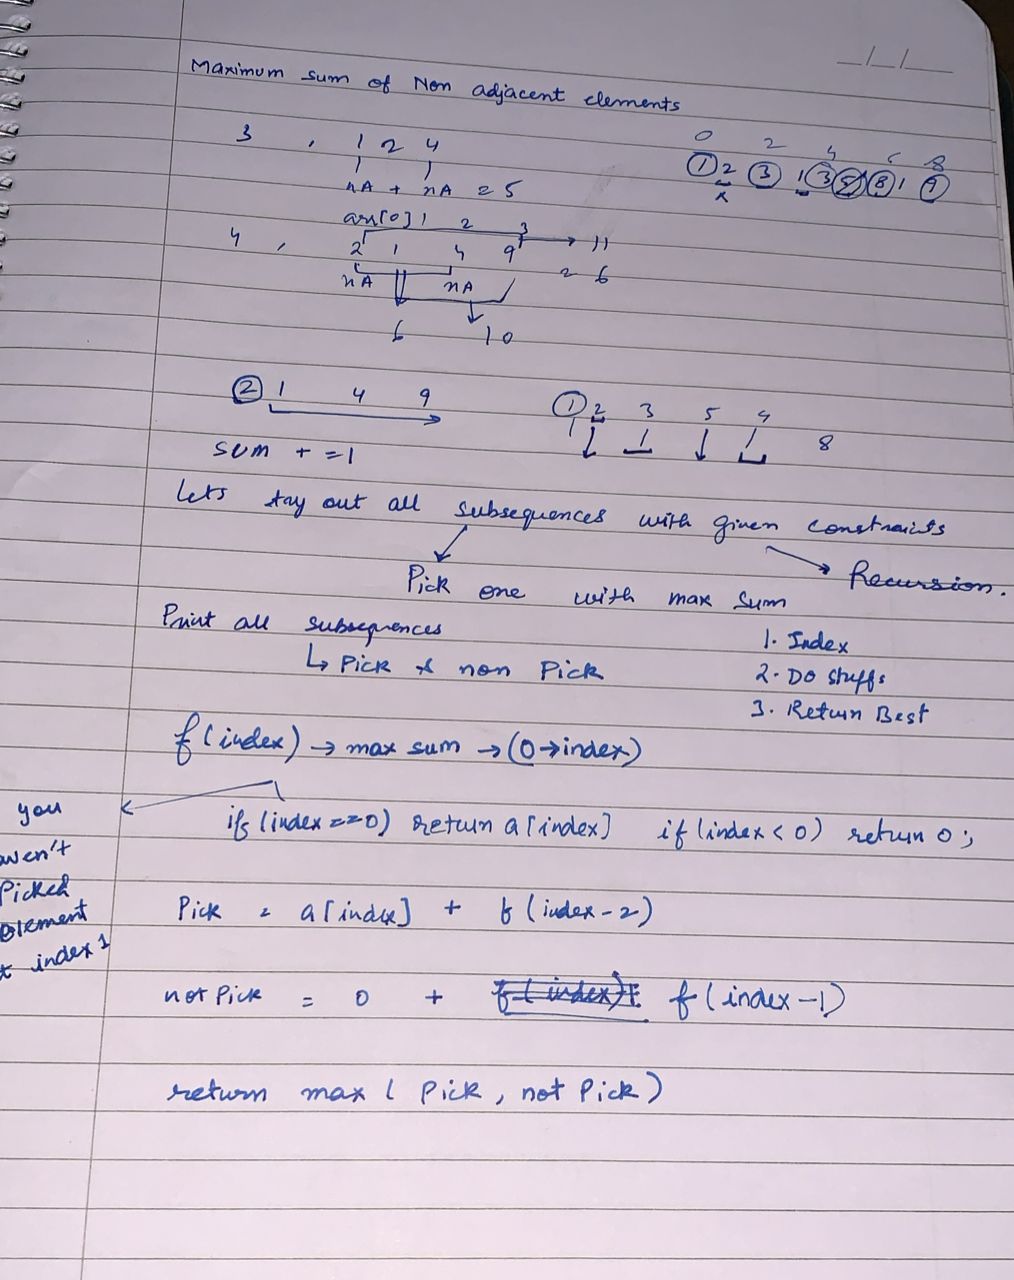 Maximum sum of Non adjacent elements
3 , 1 2 4
nA + nA = 5
0 2 4 6 8
1 2 3 1 3 5 8 1 9
x
arr[0] 1 2 3
4 , 2 1 4 9 → 11
nA nA = 6
6 10
2 1 4 9
1 2 3 5 4 8
sum + = 1
Lets try out all subsequences with given constraints
Recursion.
Pick one with max sum
Print all subsequences
↳ Pick & non Pick
1. Index
2. Do stuffs
3. Return Best
f(index) → max sum → (0→index)
if (index==0) return a[index] if (index<0) return 0;
you
aven't
Picked
element
t index 1
Pick = a[index] + f(index-2)
not Pick = 0 + f(index-1)
return max ( Pick, not Pick)